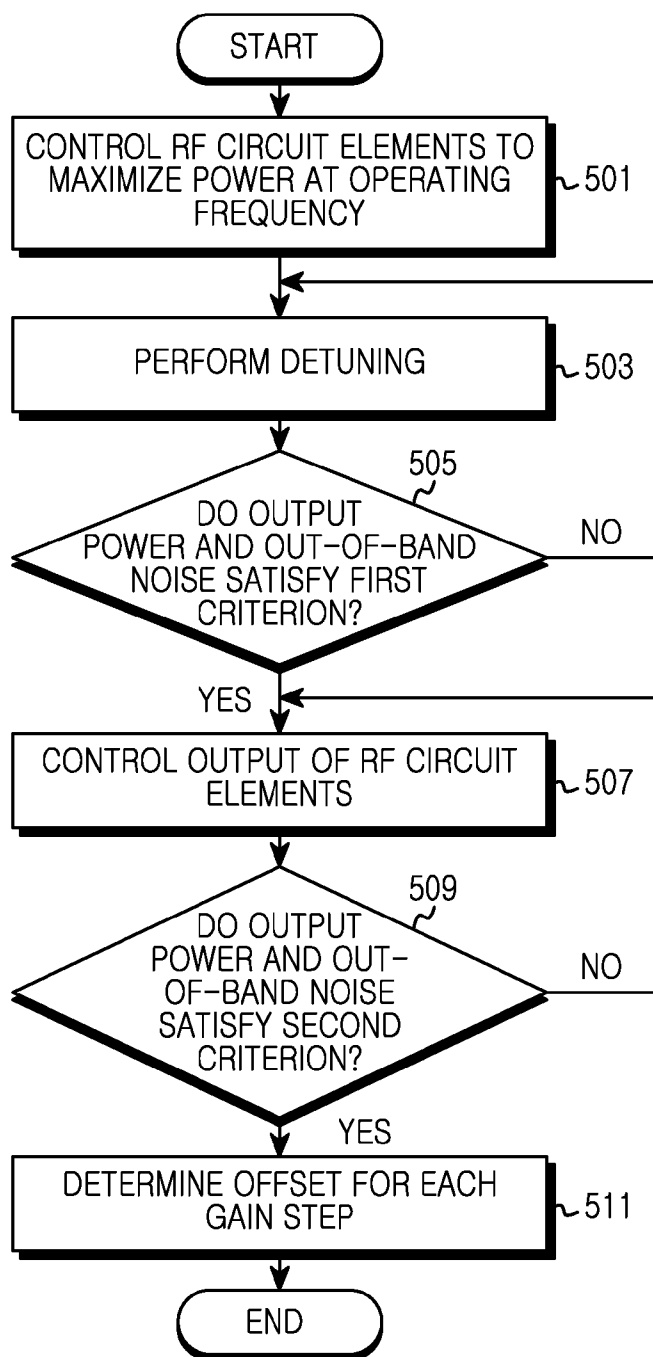 START
CONTROL RF CIRCUIT ELEMENTS TO
MAXIMIZE POWER AT OPERATING
FREQUENCY
501
PERFORM DETUNING
503
505
DO OUTPUT
POWER AND OUT-OF-BAND
NOISE SATISFY FIRST
CRITERION?
NO
YES
CONTROL OUTPUT OF RF CIRCUIT
ELEMENTS
507
509
DO OUTPUT
POWER AND OUT-
OF-BAND NOISE
SATISFY SECOND
CRITERION?
NO
YES
DETERMINE OFFSET FOR EACH
GAIN STEP
511
END